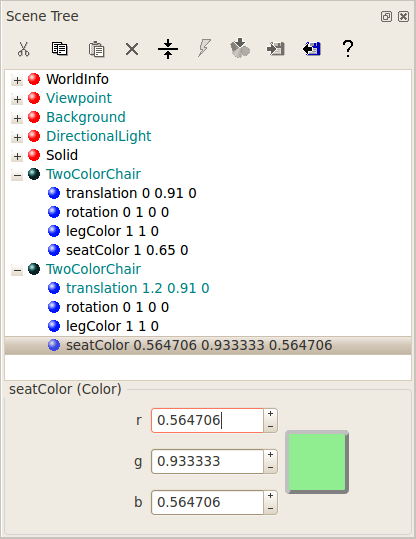 Scene Tree
?
WorldInfo
Viewpoint
Background
DirectionalLight
Solid
TwoColorChair
translation 0 0.91 0
rotation 0 1 0 0
legColor 1 1 0
seatColor 1 0.65 0
TwoColorChair
translation 1.2 0.91 0
rotation 0 1 0 0
legColor 1 1 0
seatColor 0.564706 0.933333 0.564706
seatColor (Color)
r 0.564706
g 0.933333
b 0.564706